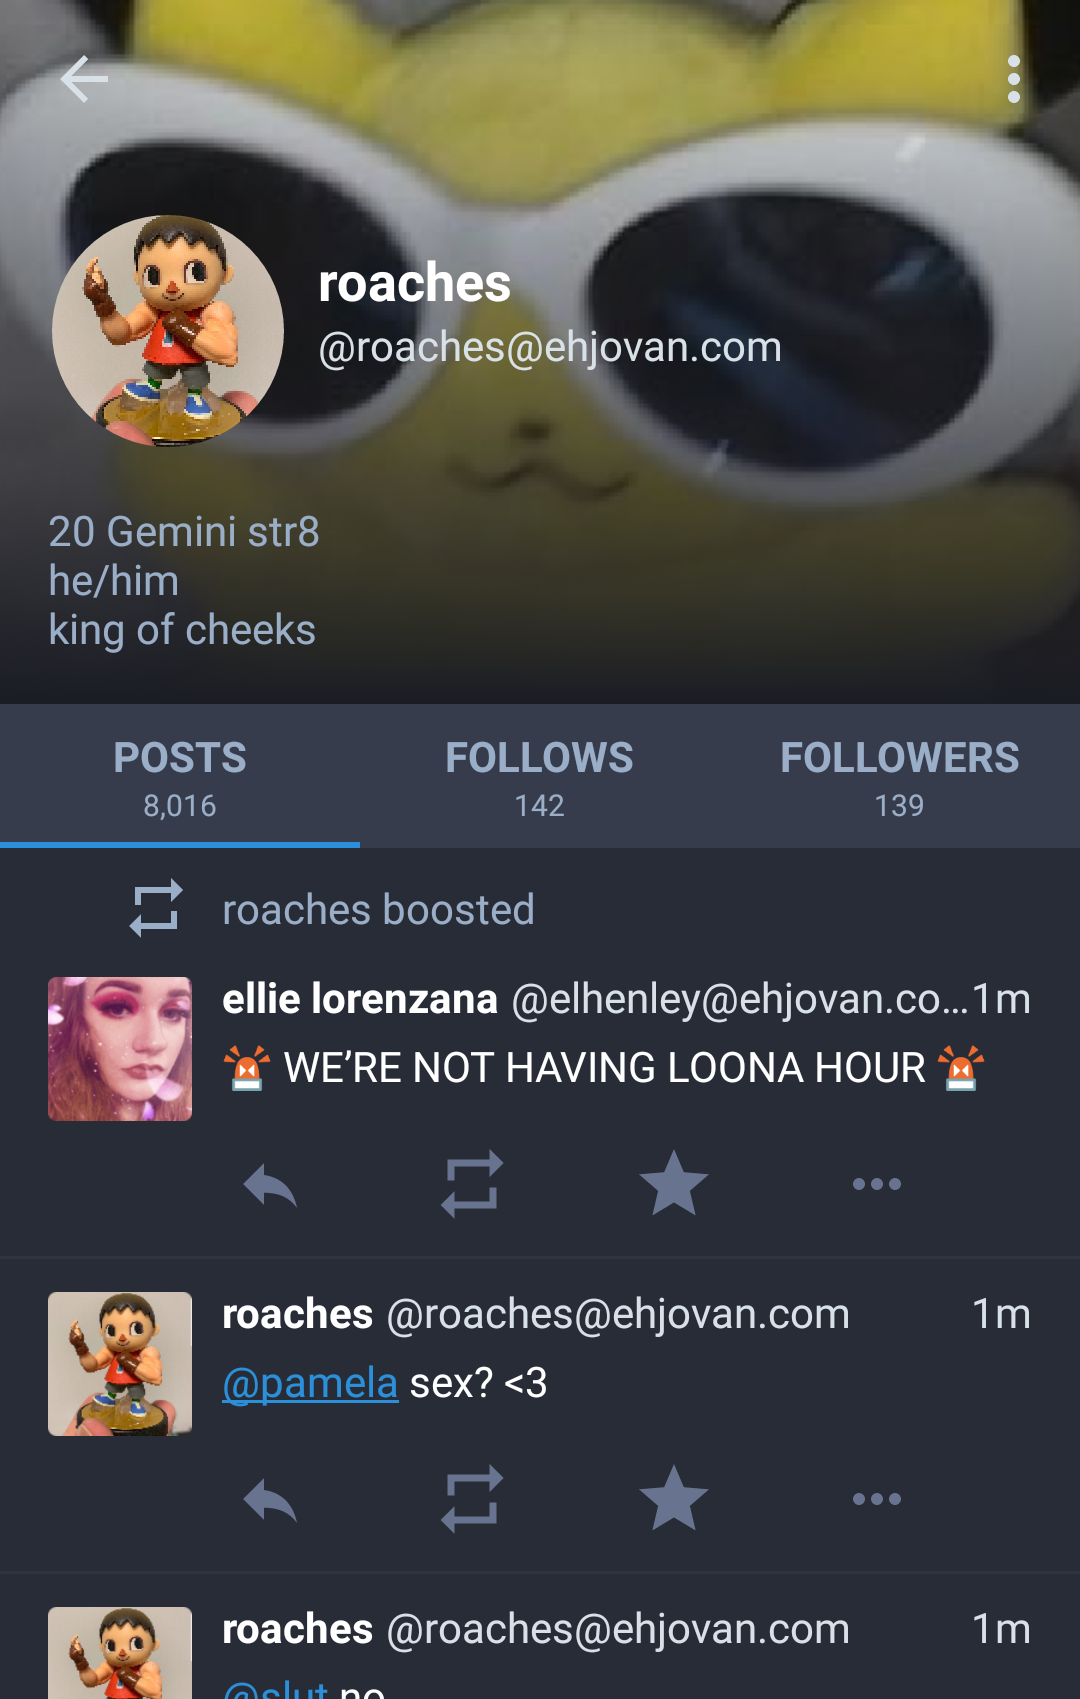 roaches
@roaches@ehjovan.com
20 Gemini str8
he/him
king of cheeks
POSTS
8,016
FOLLOWS
142
FOLLOWERS
139
roaches boosted
ellie lorenzana @elhenley@ehjovan.co...1m
🚨 WE’RE NOT HAVING LOONA HOUR 🚨
roaches @roaches@ehjovan.com 1m
@pamela sex? <3
roaches @roaches@ehjovan.com 1m
@slut no